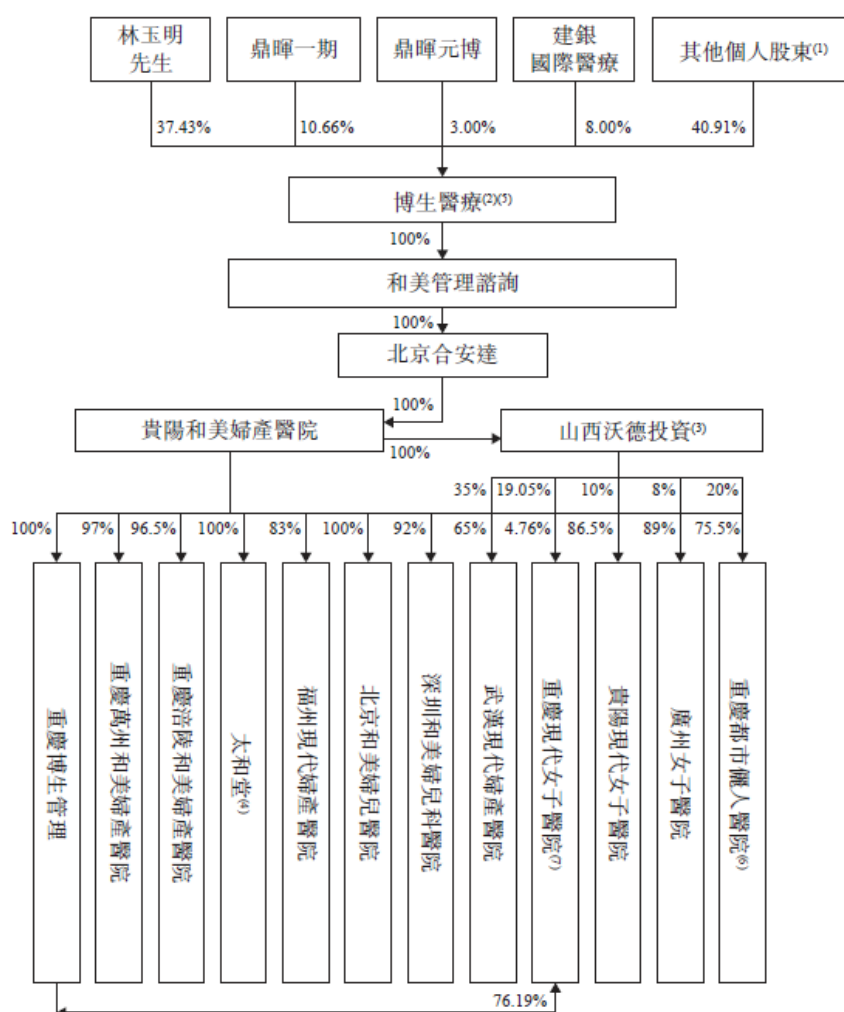 林玉明
先生
鼎暉一期
鼎暉元博
建銀
國際醫療
其他個人股東(1)
37.43%
10.66%
3.00%
8.00%
40.91%
博生醫療(2)(5)
100%
和美管理諮詢
100%
北京合安達
100%
貴陽和美婦產醫院
山西沃德投資(3)
100%
35%
19.05%
10%
8%
20%
100%
97%
96.5%
100%
83%
100%
92%
65%
4.76%
86.5%
89%
75.5%
重慶博生管理
重慶萬州和美婦產醫院
重慶涪陵和美婦產醫院
太和堂(4)
福州現代婦產醫院
北京和美婦兒醫院
深圳和美婦兒科醫院
武漢現代婦產醫院
重慶現代女子醫院(7)
貴陽現代女子醫院
廣州女子醫院
重慶都市儷人醫院(6)
76.19%